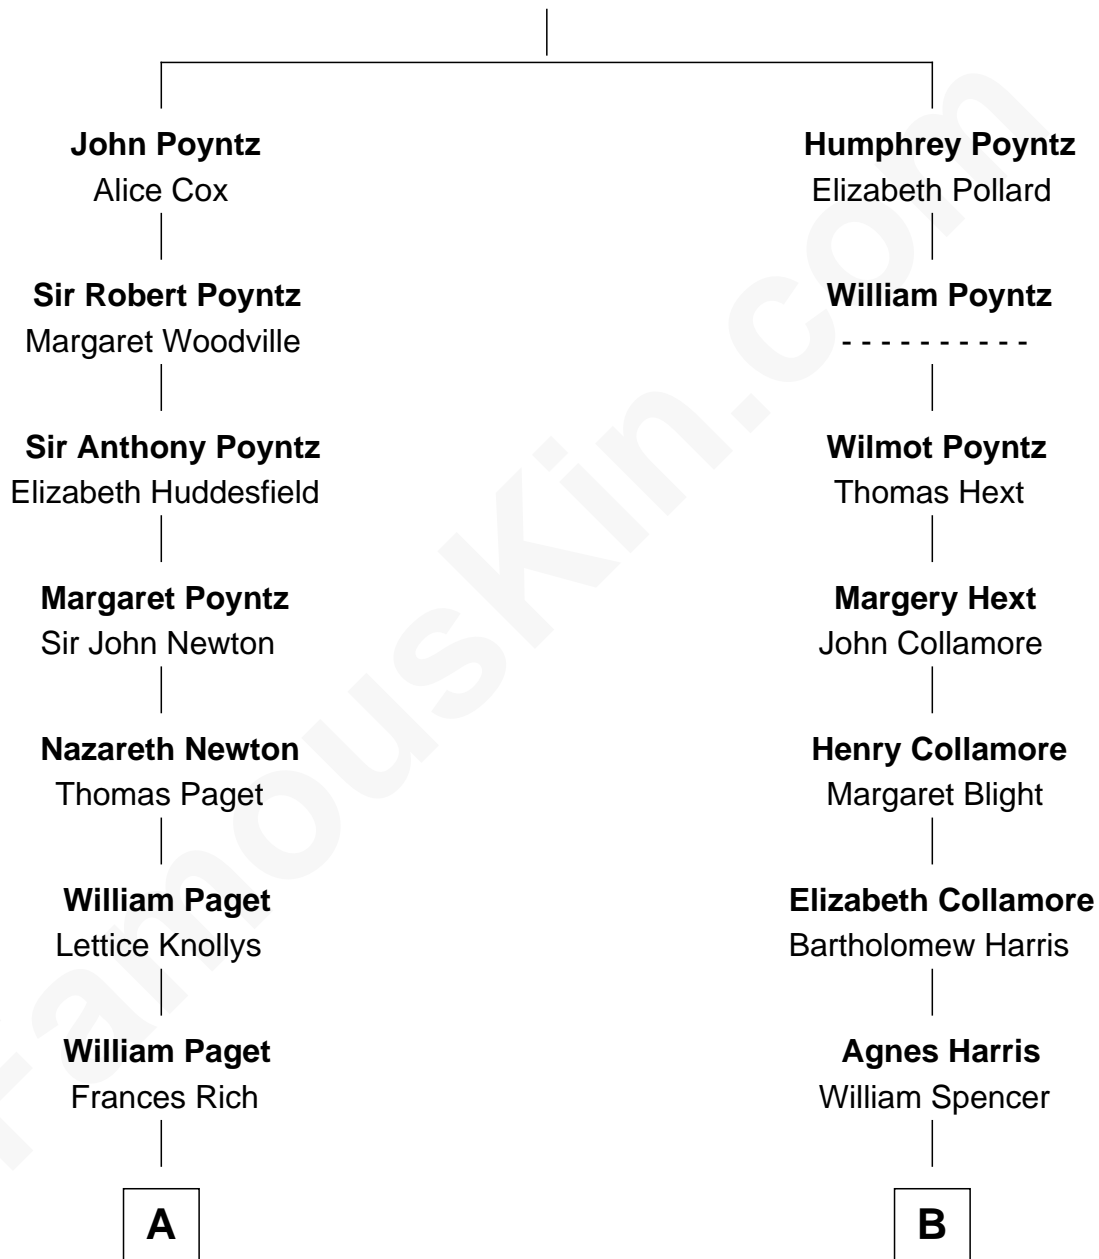 John Poyntz
Alice Cox
Sir Robert Poyntz
Margaret Woodville
Sir Anthony Poyntz
Elizabeth Huddesfield
Margaret Poyntz
Sir John Newton
Nazareth Newton
Thomas Paget
William Paget
Lettice Knollys
William Paget
Frances Rich
A
Humphrey Poyntz
Elizabeth Pollard
William Poyntz
- - - - - - - - - -
Wilmot Poyntz
Thomas Hext
Margery Hext
John Collamore
Henry Collamore
Margaret Blight
Elizabeth Collamore
Bartholomew Harris
Agnes Harris
William Spencer
B
FamousKin.com